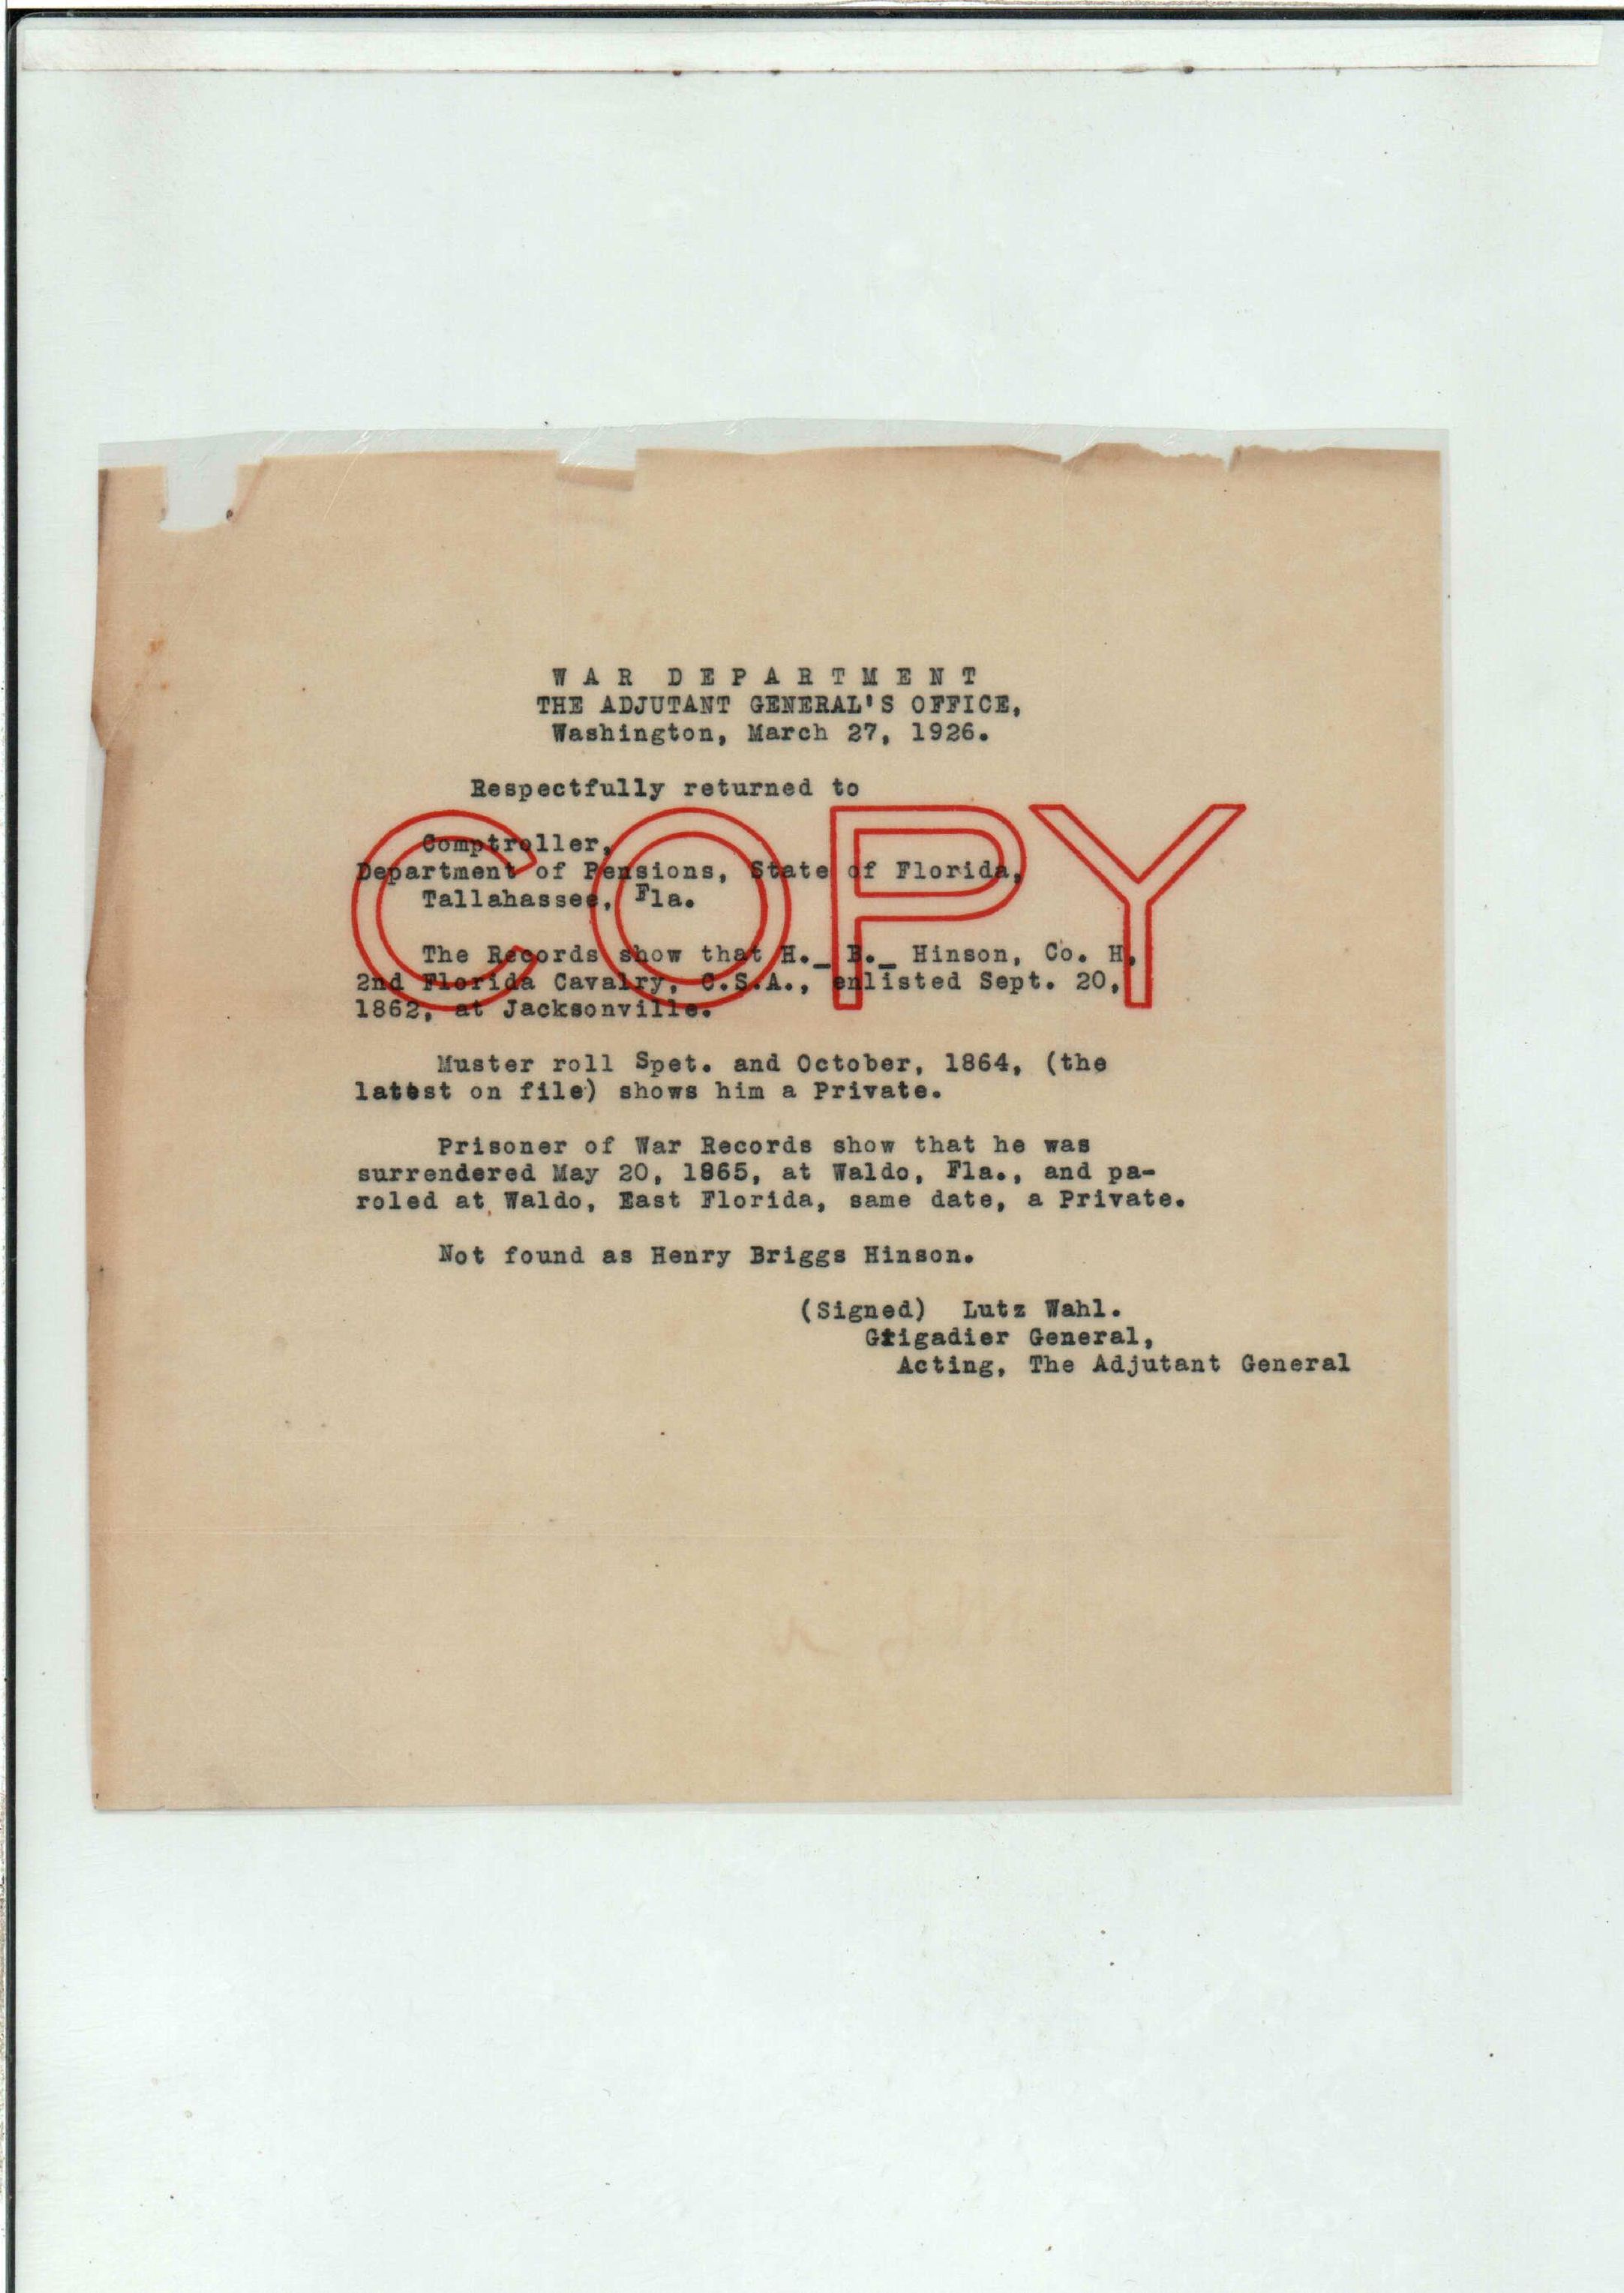 W A R D E P A R T M E N T
THE ADJUTANT GENERAL'S OFFICE,
Washington, March 27, 1926.
Respectfully returned to
COPY
Comptroller,
Department of Pensions, State of Florida,
Tallahassee, Fla.
The Records show that H._ B._ Hinson, Co. H,
2nd Florida Cavalry, C.S.A., enlisted Sept. 20,
1862, at Jacksonville.
Muster roll Spet. and October, 1864, (the
latest on file) shows him a Private.
Prisoner of War Records show that he was
surrendered May 20, 1865, at Waldo, Fla., and pa-
roled at Waldo, East Florida, same date, a Private.
Not found as Henry Briggs Hinson.
(Signed) Lutz Wahl.
Grigadier General,
Acting, The Adjutant General